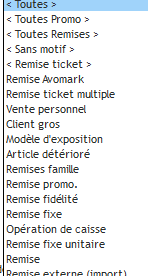 < Toutes >
< Toutes Promo >
< Toutes Remises >
< Sans motif >
< Remise ticket >
Remise Avomark
Remise ticket multiple
Vente personnel
Client gros
Modèle d'exposition
Article détérioré
Remises famille
Remise promo.
Remise fidélité
Remise fixe
Opération de caisse
Remise fixe unitaire
Remise
Remise externe (import)